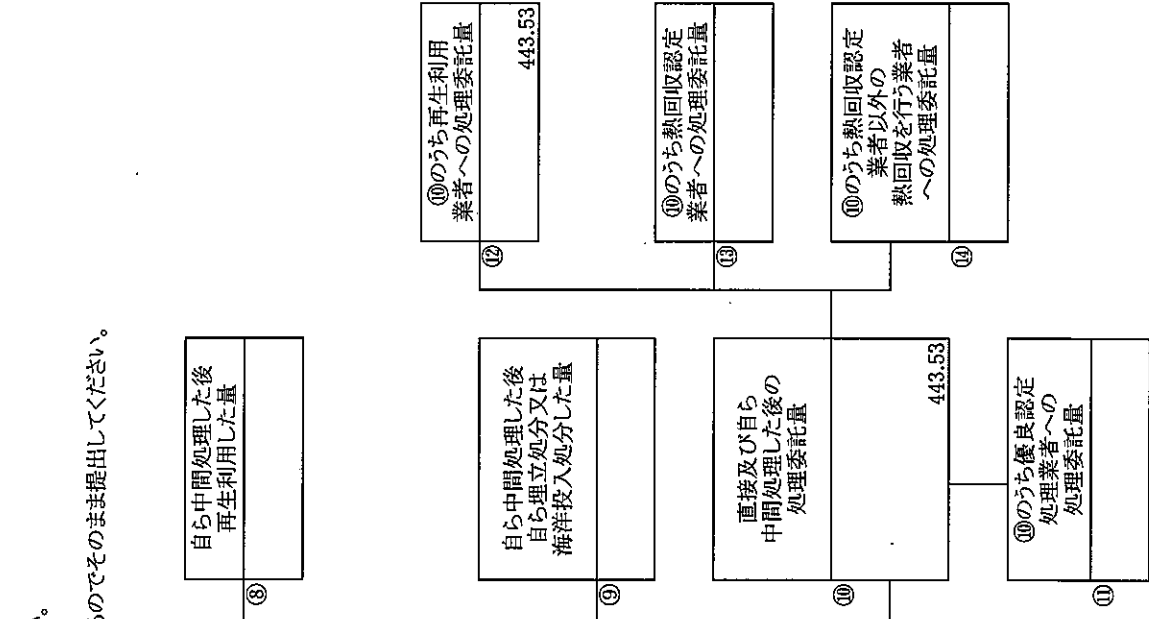 す。
るのでそのまま提出してください。
⑧
自ら中間処理した後
再生利用した量
⑨
自ら中間処理した後
自ら埋立処分又は
海洋投入処分した量
⑩
直接及び自ら
中間処理した後の
処理委託量
443.53
⑪
⑩のうち優良認定
処理業者への
処理委託量
⑫
⑩のうち再生利用
業者への処理委託量
443.53
⑬
⑩のうち熱回収認定
業者への処理委託量
⑭
⑩のうち熱回収認定
業者以外の
熱回収を行う業者
への処理委託量